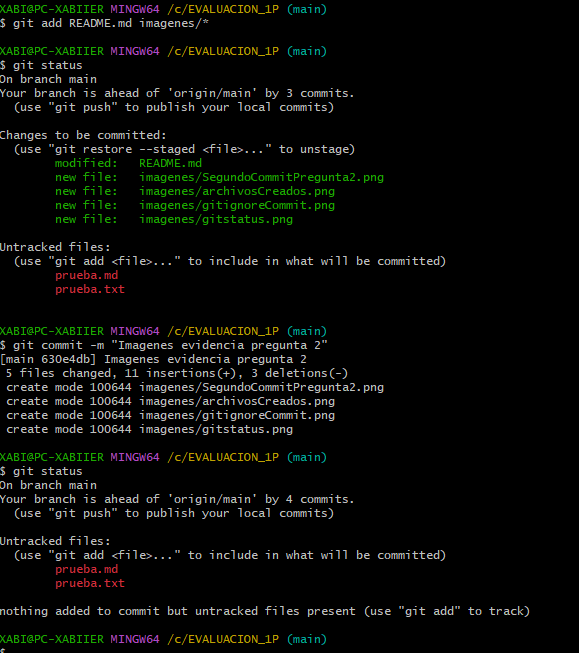 XABI@PC-XABIIER MINGW64 /c/EVALUACION_1P (main)
$ git add README.md imagenes/*
XABI@PC-XABIIER MINGW64 /c/EVALUACION_1P (main)
$ git status
On branch main
Your branch is ahead of 'origin/main' by 3 commits.
  (use "git push" to publish your local commits)
Changes to be committed:
  (use "git restore --staged <file>..." to unstage)
        modified:   README.md
        new file:   imagenes/SegundoCommitPregunta2.png
        new file:   imagenes/archivosCreados.png
        new file:   imagenes/gitignoreCommit.png
        new file:   imagenes/gitstatus.png
Untracked files:
  (use "git add <file>..." to include in what will be committed)
        prueba.md
        prueba.txt
XABI@PC-XABIIER MINGW64 /c/EVALUACION_1P (main)
$ git commit -m "Imagenes evidencia pregunta 2"
[main 630e4db] Imagenes evidencia pregunta 2
 5 files changed, 11 insertions(+), 3 deletions(-)
 create mode 100644 imagenes/SegundoCommitPregunta2.png
 create mode 100644 imagenes/archivosCreados.png
 create mode 100644 imagenes/gitignoreCommit.png
 create mode 100644 imagenes/gitstatus.png
XABI@PC-XABIIER MINGW64 /c/EVALUACION_1P (main)
$ git status
On branch main
Your branch is ahead of 'origin/main' by 4 commits.
  (use "git push" to publish your local commits)
Untracked files:
  (use "git add <file>..." to include in what will be committed)
        prueba.md
        prueba.txt
nothing added to commit but untracked files present (use "git add" to track)
XABI@PC-XABIIER MINGW64 /c/EVALUACION_1P (main)
$